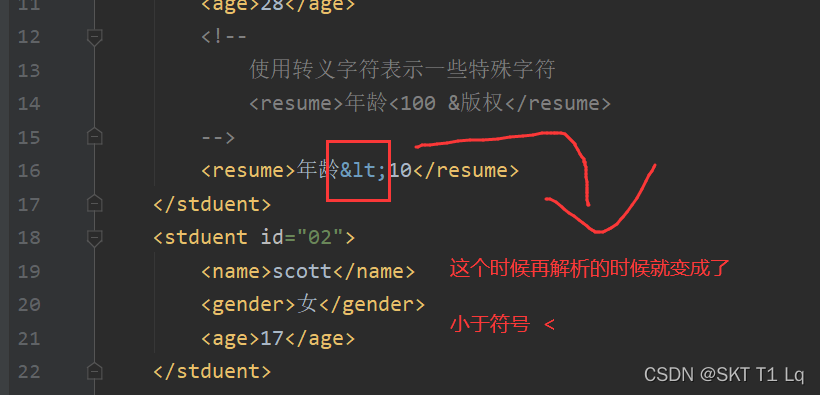 11 <age>28</age>
12 <!--
13 使用转义字符表示一些特殊字符
14 <resume>年龄<100 &版权</resume>
15 -->
16 <resume>年龄&lt;10</resume>
17 </stduent>
18 <stduent id="02">
19 <name>scott</name>
20 <gender>女</gender>
21 <age>17</age>
22 </stduent>
这个时候再解析的时候就变成了
小于符号 <
CSDN @SKT T1 Lq